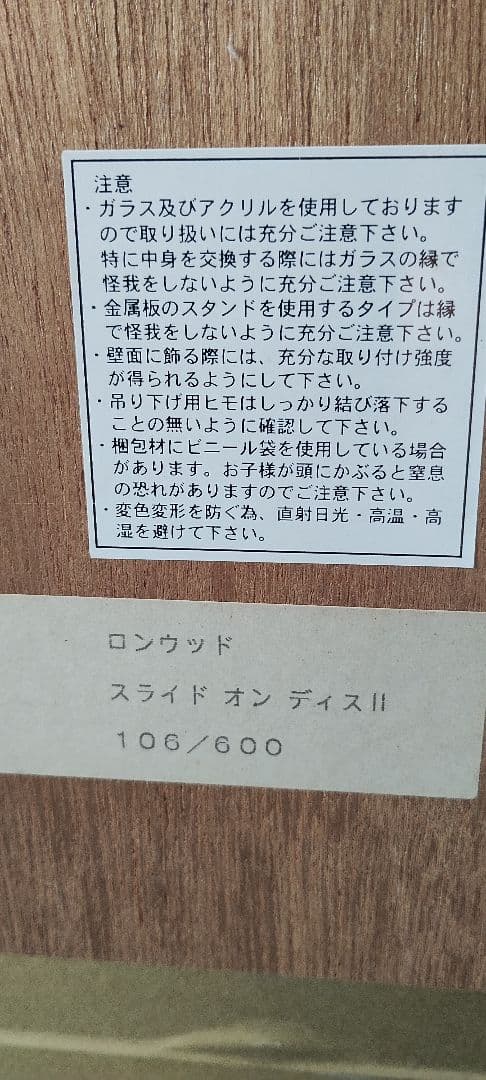 注意
・ガラス及びアクリルを使用しております
ので取り扱いには充分ご注意下さい。
特に中身を交換する際にはガラスの縁で
怪我をしないように充分ご注意下さい。
・金属板のスタンドを使用するタイプは縁
で怪我をしないように充分ご注意下さい。
・壁面に飾る際には、充分な取り付け強度
が得られるようにして下さい。
・吊り下げ用ヒモはしっかり結び落下する
ことの無いように確認して下さい。
・梱包材にビニール袋を使用している場合
があります。お子様が頭にかぶると窒息
の恐れがありますのでご注意下さい。
・変色変形を防ぐ為、直射日光・高温・高
湿を避けて下さい。
ロンウッド
スライド オン ディスII
106/600